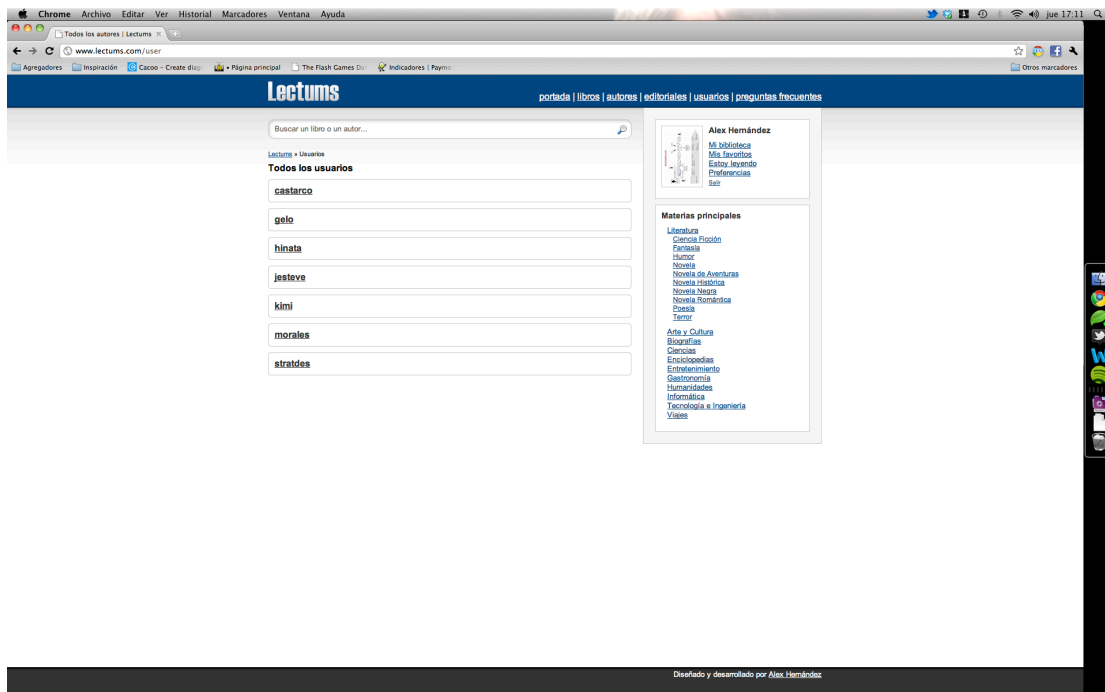 Chrome Archivo Editar Ver Historial Marcadores Ventana Ayuda jue 17:11
Todos los autores | Lectums
www.lectums.com/user
Agregadores Inspiración Cacoo – Create diag Página principal The Flash Games Da Indicadores | Paymo Otros marcadores
Lectums
portada | libros | autores | editoriales | usuarios | preguntas frecuentes
Buscar un libro o un autor...
Lectums » Usuarios
Todos los usuarios
castarco
gelo
hinata
jesteve
kimi
morales
stratdes
Alex Hernández
Mi biblioteca
Mis favoritos
Estoy leyendo
Preferencias
Salir
Materias principales
Literatura
Ciencia Ficción
Fantasía
Humor
Novela
Novela de Aventuras
Novela Histórica
Novela Negra
Novela Romántica
Poesía
Terror
Arte y Cultura
Biografías
Ciencias
Enciclopedias
Entretenimiento
Gastronomía
Humanidades
Informática
Tecnología e Ingeniería
Viajes
Diseñado y desarrollado por Alex Hernández